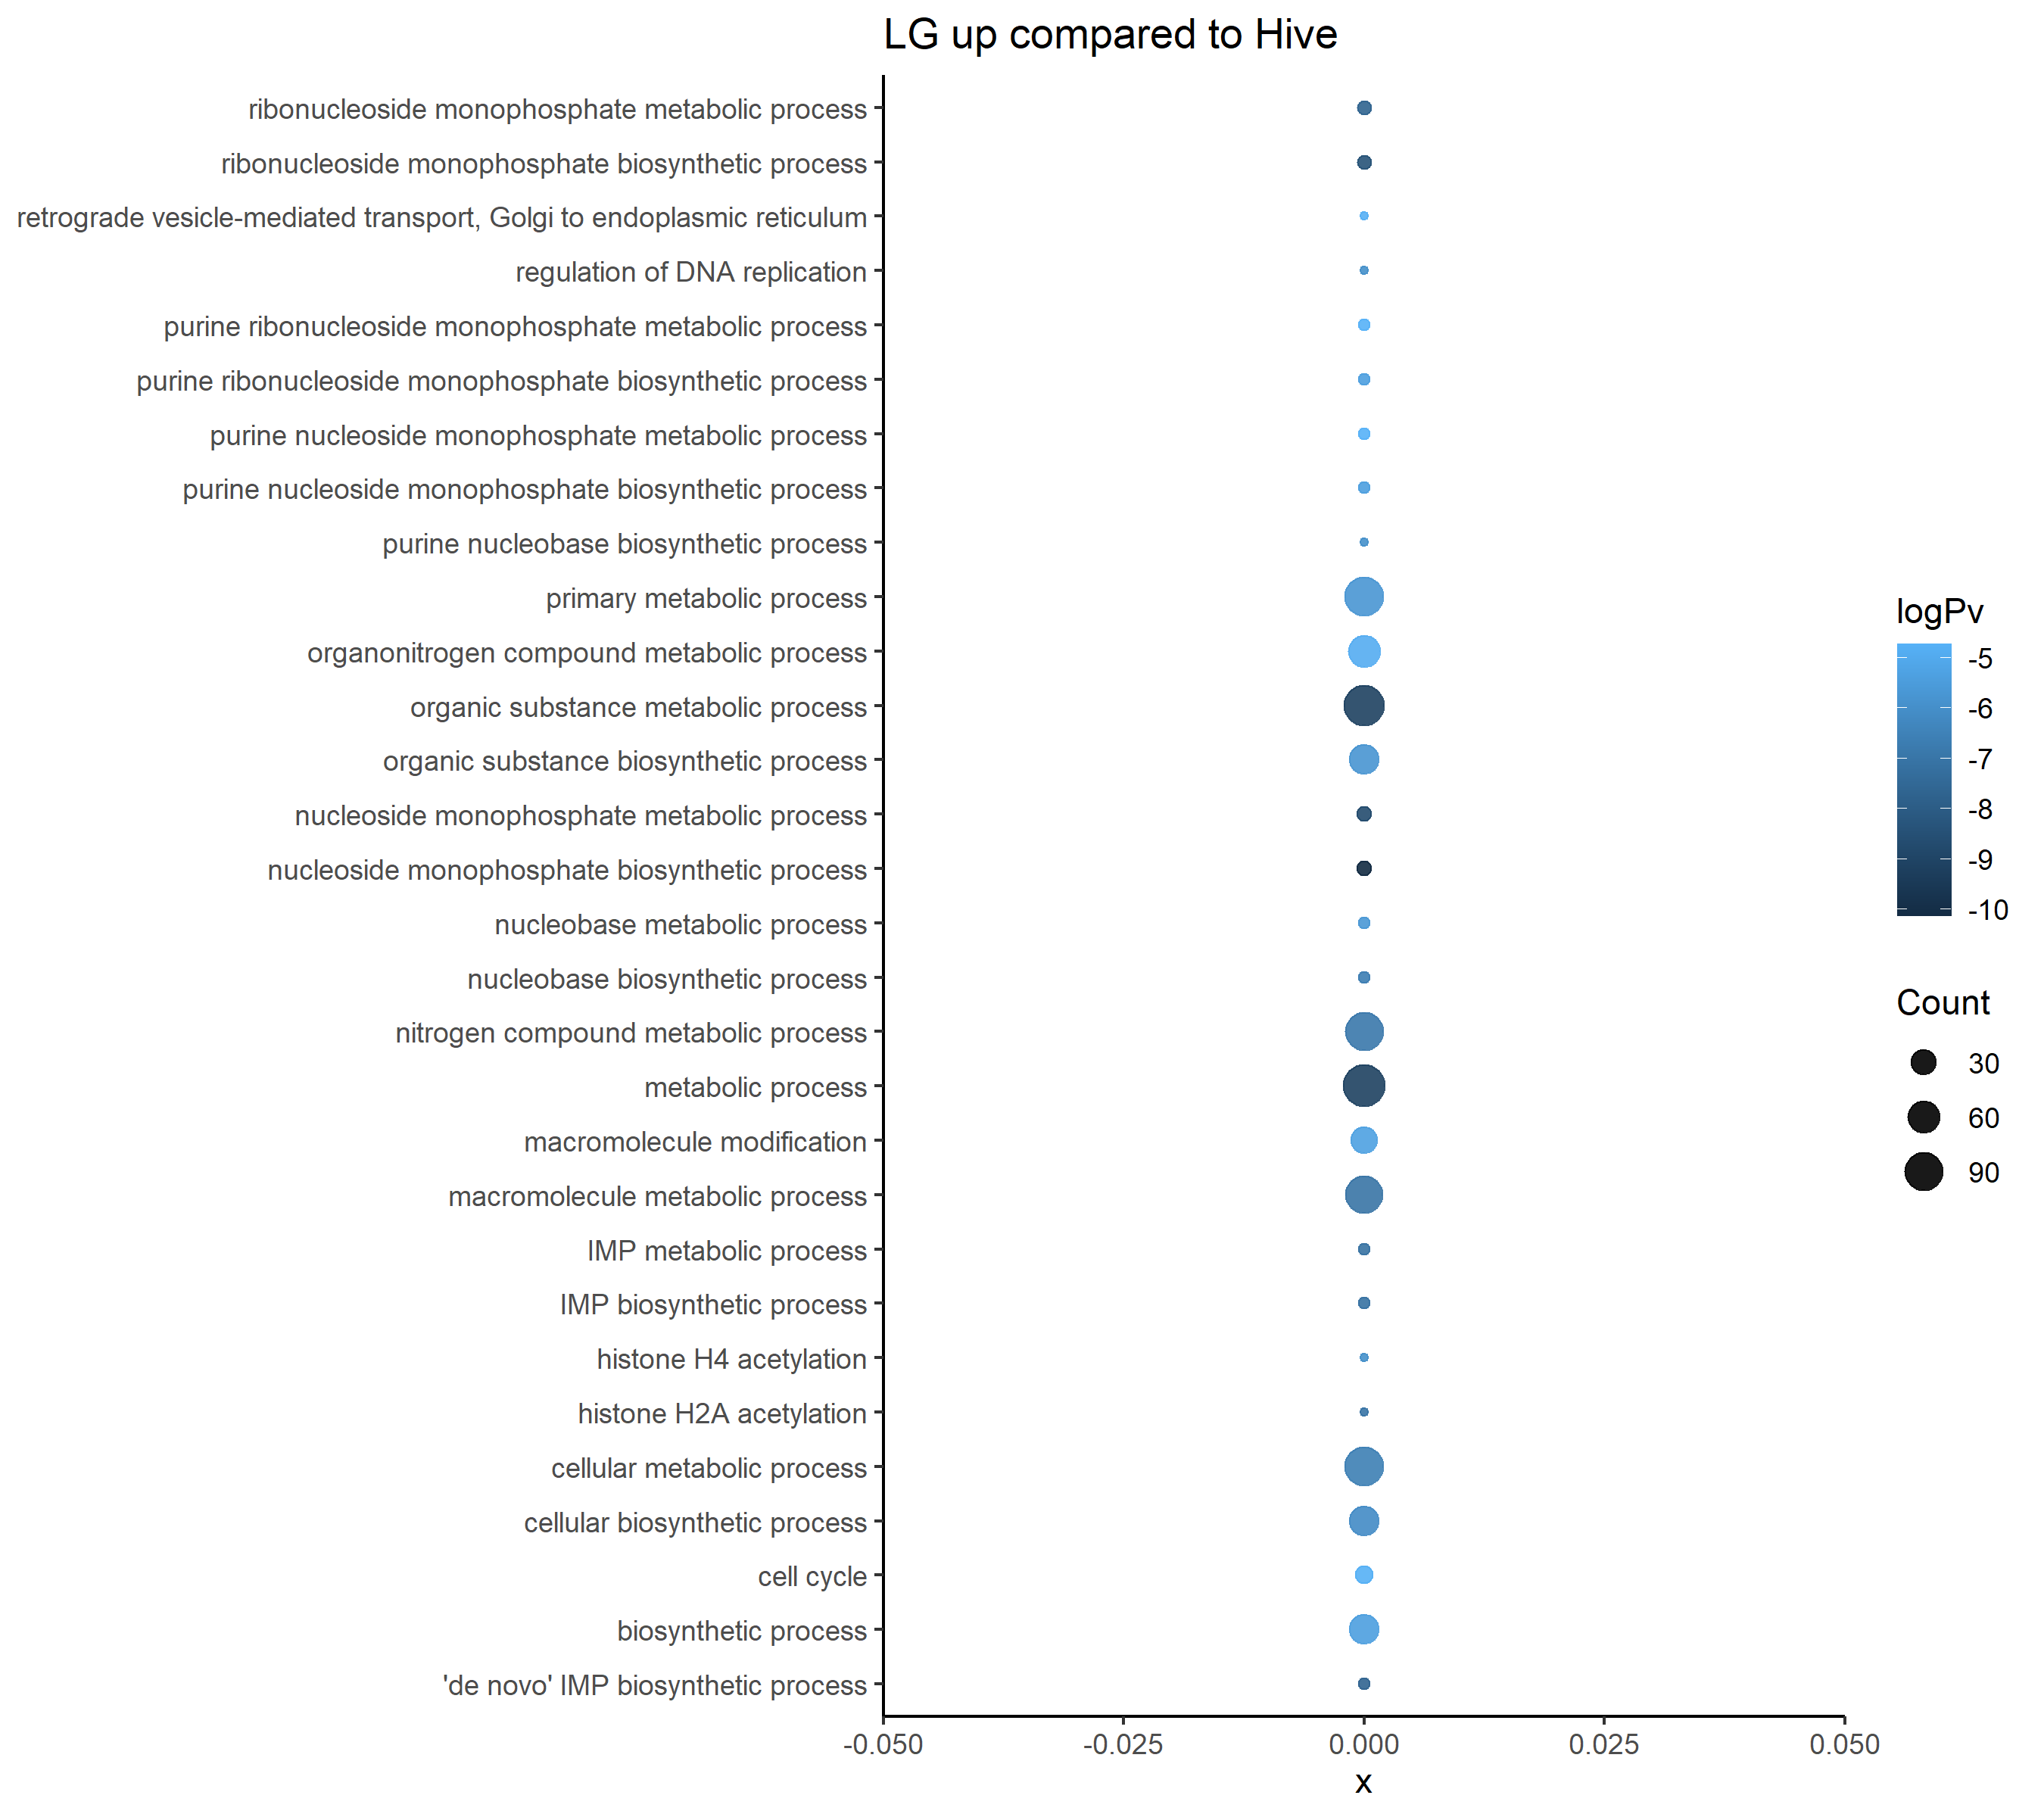 LG up compared to Hive
ribonucleoside monophosphate metabolic process
ribonucleoside monophosphate biosynthetic process
retrograde vesicle-mediated transport, Golgi to endoplasmic reticulum
regulation of DNA replication
purine ribonucleoside monophosphate metabolic process
purine ribonucleoside monophosphate biosynthetic process
purine nucleoside monophosphate metabolic process
purine nucleoside monophosphate biosynthetic process
purine nucleobase biosynthetic process
primary metabolic process
organonitrogen compound metabolic process
organic substance metabolic process
organic substance biosynthetic process
nucleoside monophosphate metabolic process
nucleoside monophosphate biosynthetic process
nucleobase metabolic process
nucleobase biosynthetic process
nitrogen compound metabolic process
metabolic process
macromolecule modification
macromolecule metabolic process
IMP metabolic process
IMP biosynthetic process
histone H4 acetylation
histone H2A acetylation
cellular metabolic process
cellular biosynthetic process
cell cycle
biosynthetic process
'de novo' IMP biosynthetic process
-0.050 -0.025 0.000 0.025 0.050
x
logPv
-5
-6
-7
-8
-9
-10
Count
30
60
90